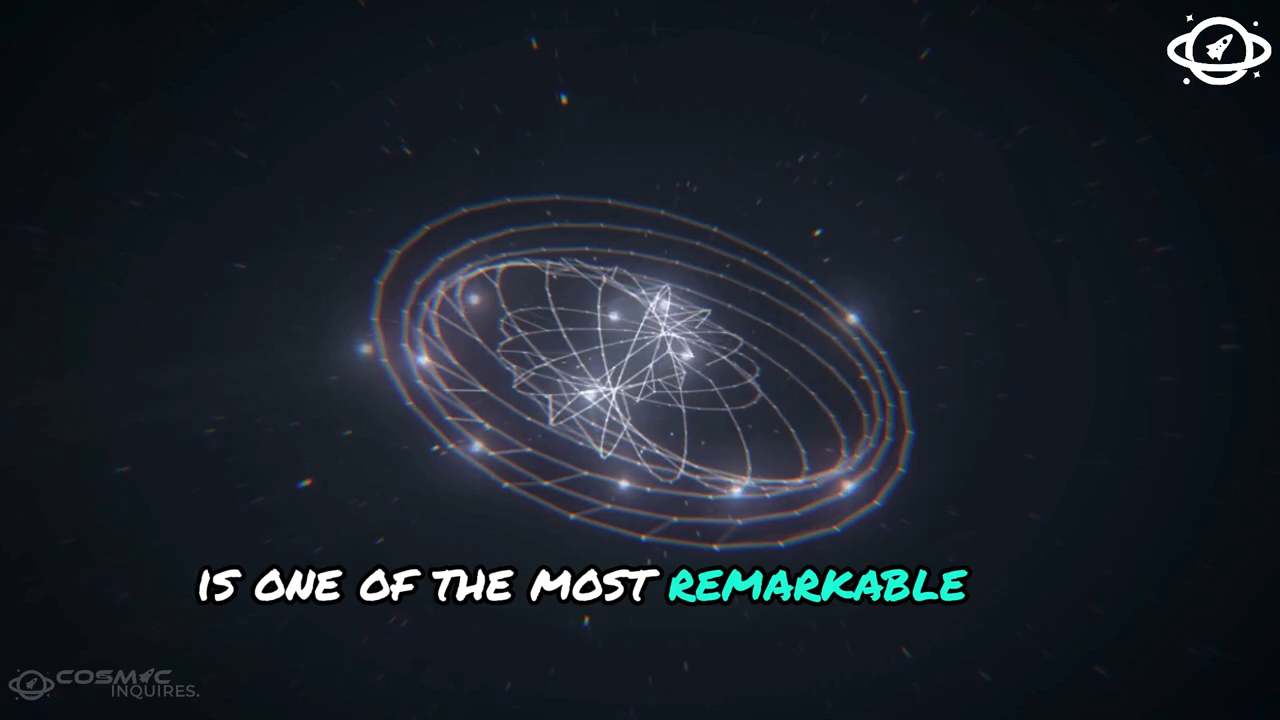 IS ONE OF THE MOST REMARKABLE
COSMIC
INQUIRES.